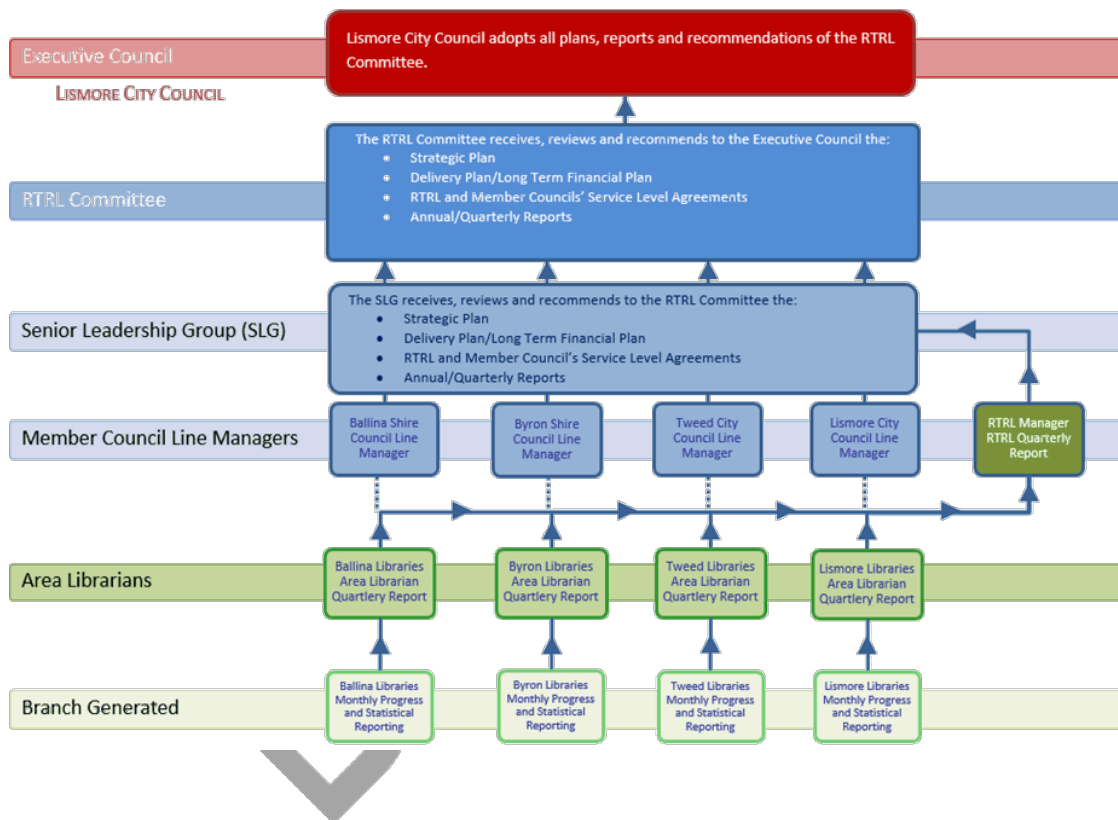 Executive Council
LISMORE CITY COUNCIL
Lismore City Council adopts all plans, reports and recommendations of the RTRL
Committee.
RTRL Committee
The RTRL Committee receives, reviews and recommends to the Executive Council the:
• Strategic Plan
• Delivery Plan/Long Term Financial Plan
• RTRL and Member Councils' Service Level Agreements
• Annual/Quarterly Reports
Senior Leadership Group (SLG)
The SLG receives, reviews and recommends to the RTRL Committee the:
• Strategic Plan
• Delivery Plan/Long Term Financial Plan
• RTRL and Member Council's Service Level Agreements
• Annual/Quarterly Reports
Member Council Line Managers
Ballina Shire
Council Line
Manager
Byron Shire
Council Line
Manager
Tweed City
Council Line
Manager
Lismore City
Council Line
Manager
RTRL Manager
RTRL Quarterly
Report
Area Librarians
Ballina Libraries
Area Librarian
Quartlery Report
Byron Libraries
Area Librarian
Quartlery Report
Tweed Libraries
Area Librarian
Quartlery Report
Lismore Libraries
Area Librarian
Quartlery Report
Branch Generated
Ballina Libraries
Monthly Progress
and Statistical
Reporting
Byron Libraries
Monthly Progress
and Statistical
Reporting
Tweed Libraries
Monthly Progress
and Statistical
Reporting
Lismore Libraries
Monthly Progress
and Statistical
Reporting